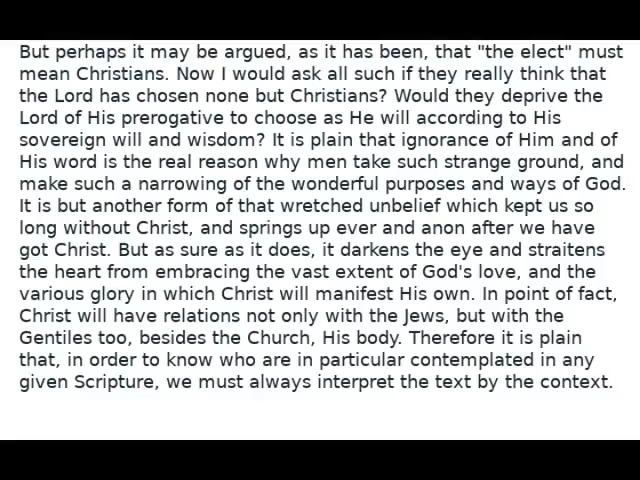 But perhaps it may be argued, as it has been, that "the elect" must
mean Christians. Now I would ask all such if they really think that
the Lord has chosen none but Christians? Would they deprive the
Lord of His prerogative to choose as He will according to His
sovereign will and wisdom? It is plain that ignorance of Him and of
His word is the real reason why men take such strange ground, and
make such a narrowing of the wonderful purposes and ways of God.
It is but another form of that wretched unbelief which kept us so
long without Christ, and springs up ever and anon after we have
got Christ. But as sure as it does, it darkens the eye and straitens
the heart from embracing the vast extent of God's love, and the
various glory in which Christ will manifest His own. In point of fact,
Christ will have relations not only with the Jews, but with the
Gentiles too, besides the Church, His body. Therefore it is plain
that, in order to know who are in particular contemplated in any
given Scripture, we must always interpret the text by the context.